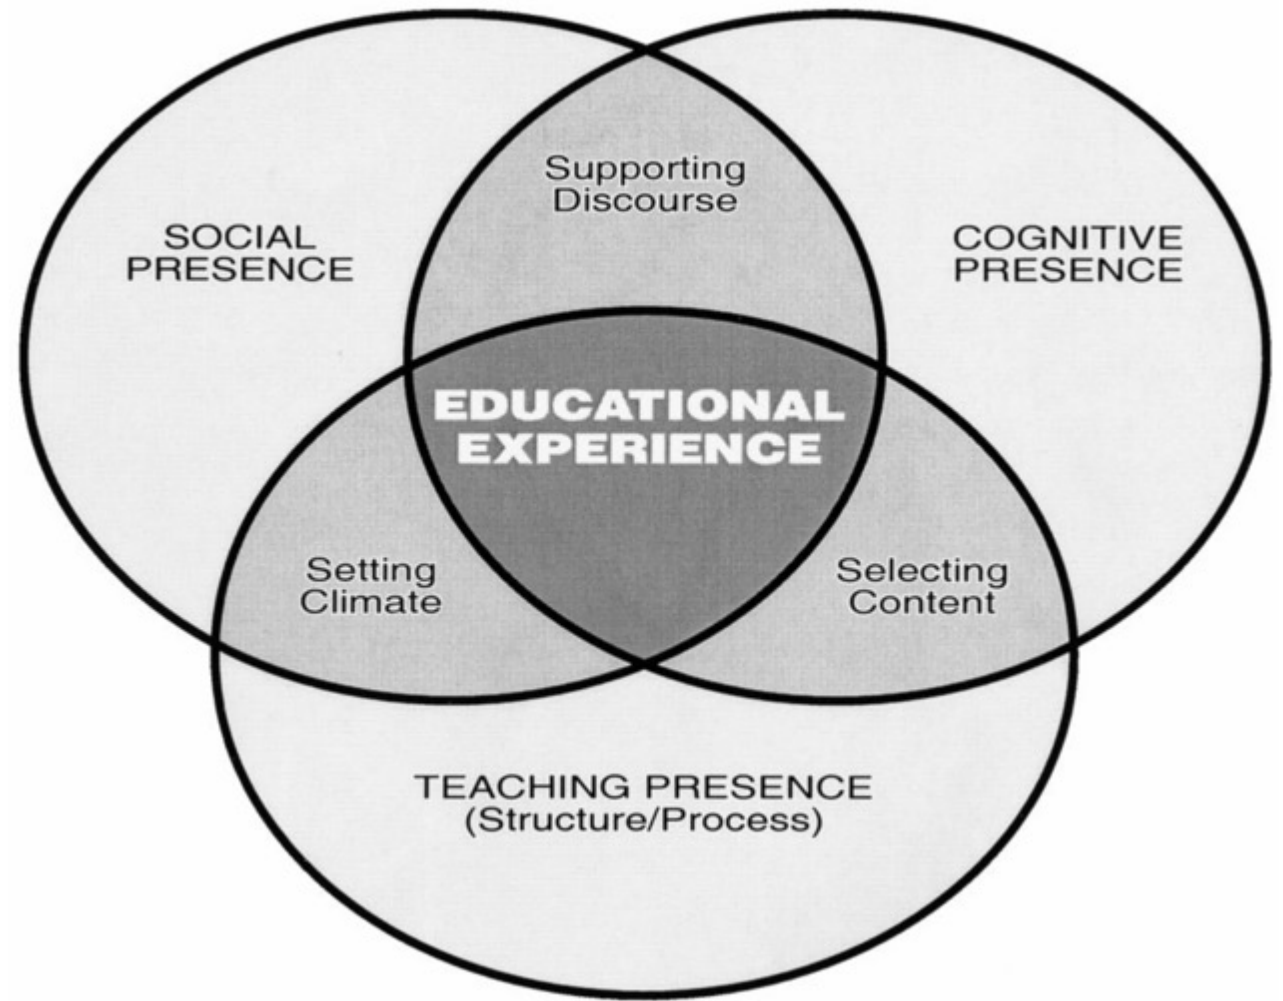 Supporting
Discourse
SOCIAL
PRESENCE
COGNITIVE
PRESENCE
EDUCATIONAL
EXPERIENCE
Setting
Climate
Selecting
Content
TEACHING PRESENCE
(Structure/Process)